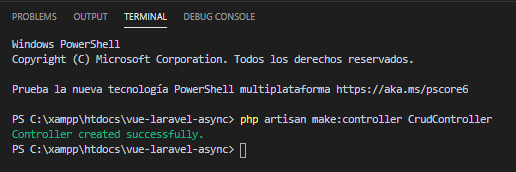 PROBLEMS OUTPUT TERMINAL DEBUG CONSOLE
Windows PowerShell
Copyright (C) Microsoft Corporation. Todos los derechos reservados.
Prueba la nueva tecnología PowerShell multiplataforma https://aka.ms/pscore6
PS C:\xampp\htdocs\vue-laravel-async> php artisan make:controller CrudController
Controller created successfully.
PS C:\xampp\htdocs\vue-laravel-async>